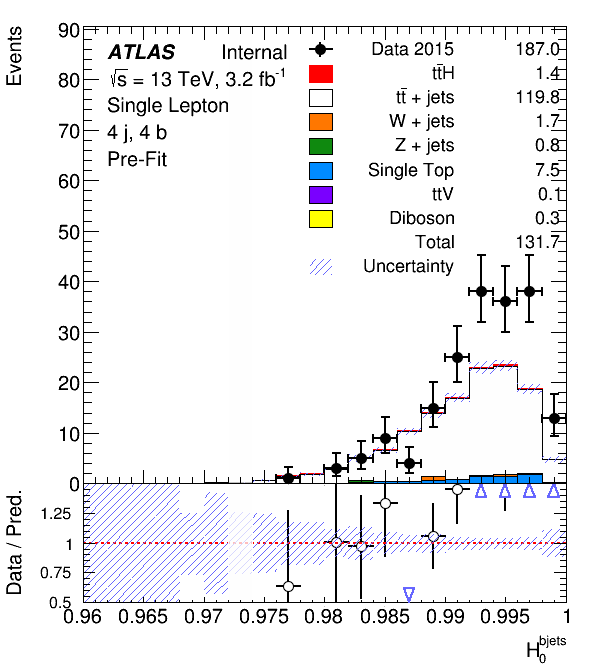 Events
90
80
70
60
50
40
30
20
10
0
ATLAS Internal
√s = 13 TeV, 3.2 fb⁻¹
Single Lepton
4 j, 4 b
Pre-Fit
Data 2015 187.0
tt̄H 1.4
tt̄ + jets 119.8
W + jets 1.7
Z + jets 0.8
Single Top 7.5
ttV 0.1
Diboson 0.3
Total 131.7
Uncertainty
Data / Pred.
1.25
1
0.75
0.5
0.96 0.965 0.97 0.975 0.98 0.985 0.99 0.995 1
H₀ᵇʲᵉᵗˢ